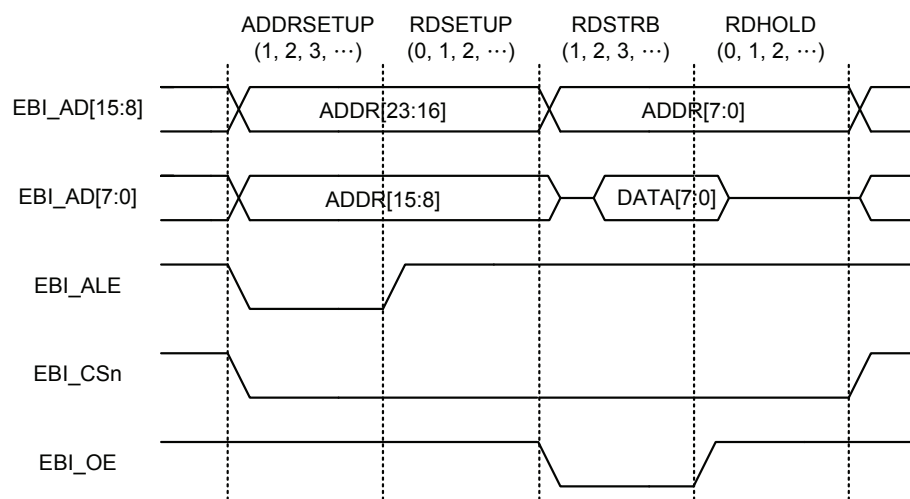 ADDRSETUP RDSETUP RDSTRB RDHOLD
(1, 2, 3, ⋯) (0, 1, 2, ⋯) (1, 2, 3, ⋯) (0, 1, 2, ⋯)
EBI_AD[15:8] ADDR[23:16] ADDR[7:0]
EBI_AD[7:0] ADDR[15:8] DATA[7:0]
EBI_ALE
EBI_CSn
EBI_OE